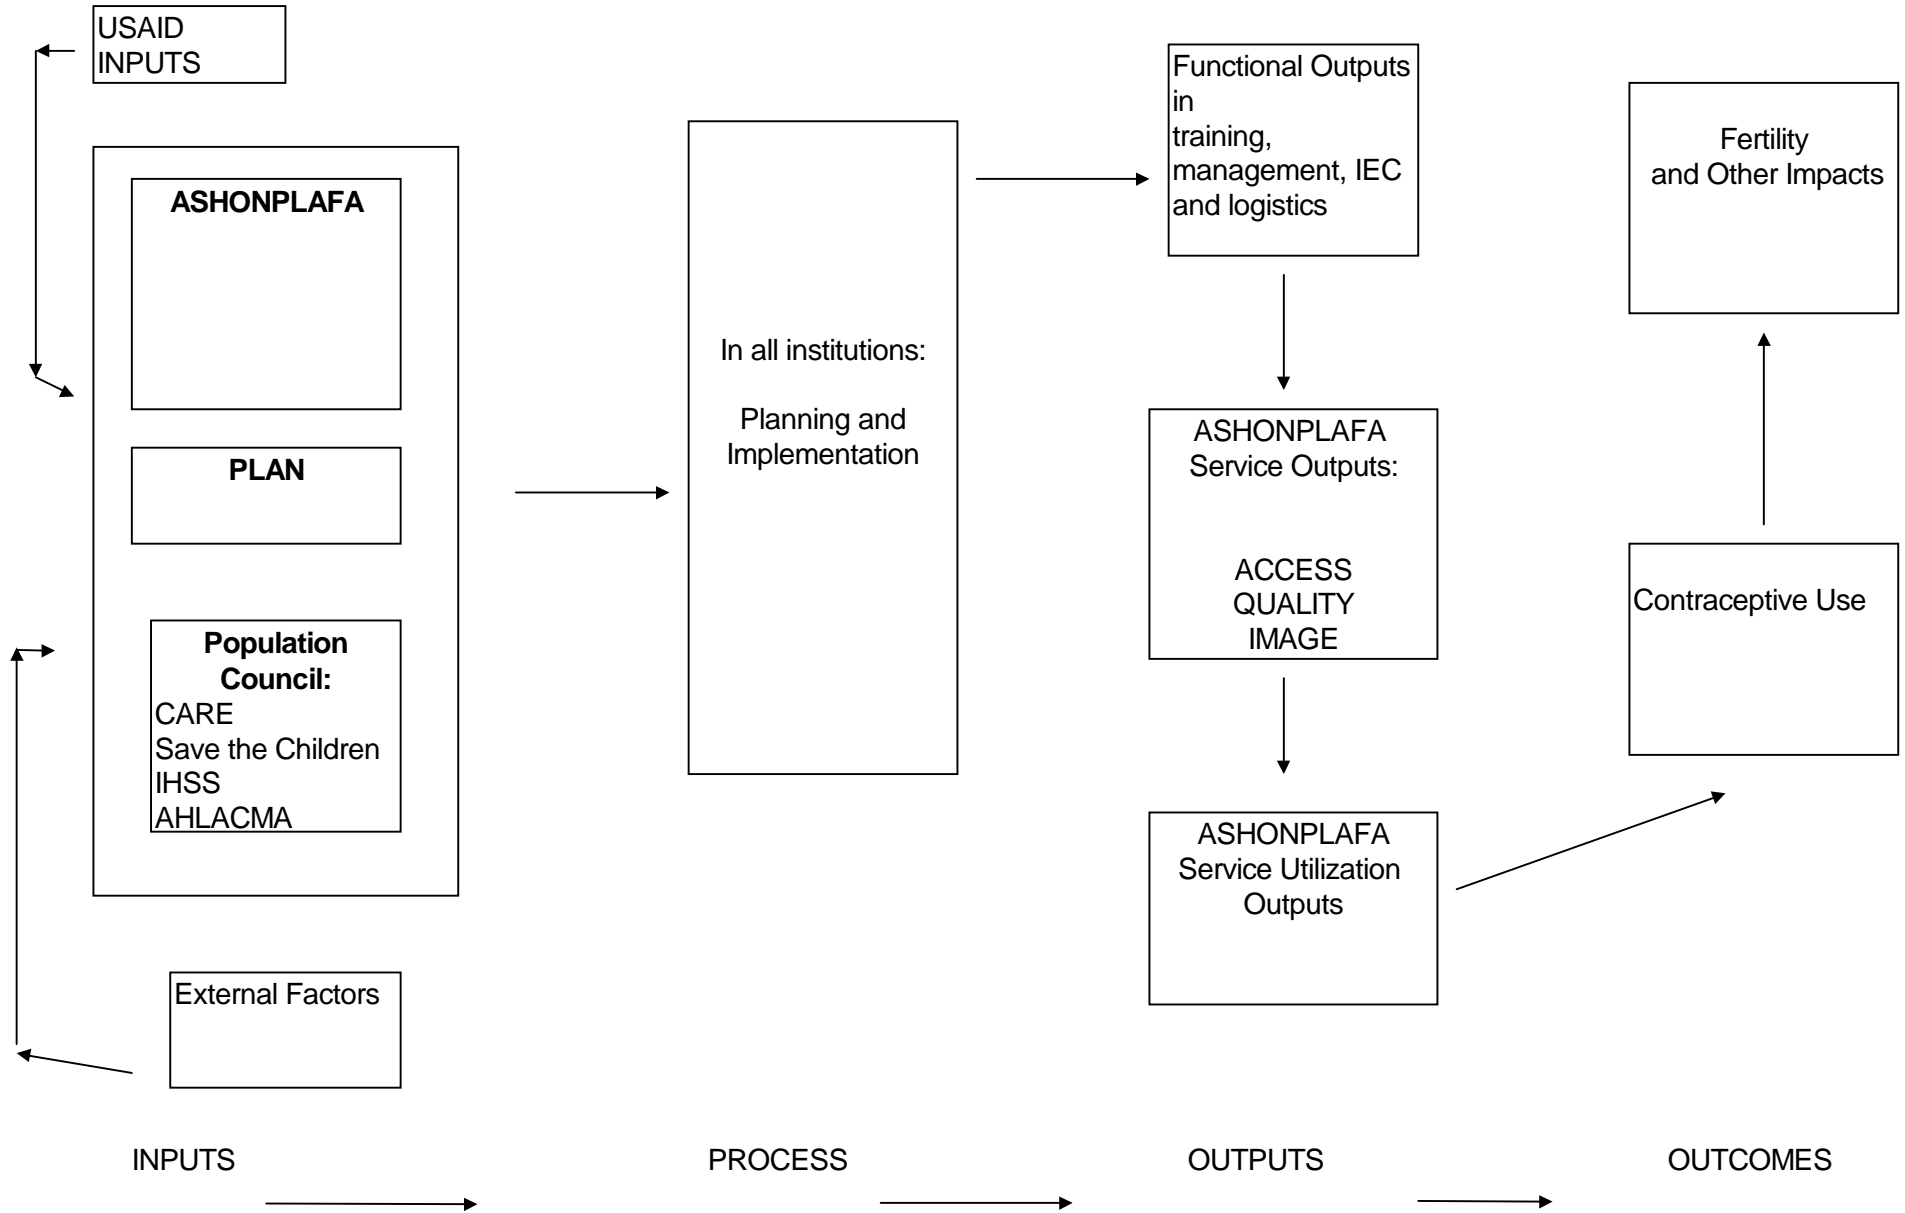 USAID
INPUTS
ASHONPLAFA
PLAN
Population
Council:
CARE
Save the Children
IHSS
AHLACMA
External Factors
In all institutions:
Planning and
Implementation
Functional Outputs
in
training,
management, IEC
and logistics
ASHONPLAFA
Service Outputs:
ACCESS
QUALITY
IMAGE
ASHONPLAFA
Service Utilization
Outputs
Fertility
and Other Impacts
Contraceptive Use
INPUTS
PROCESS
OUTPUTS
OUTCOMES